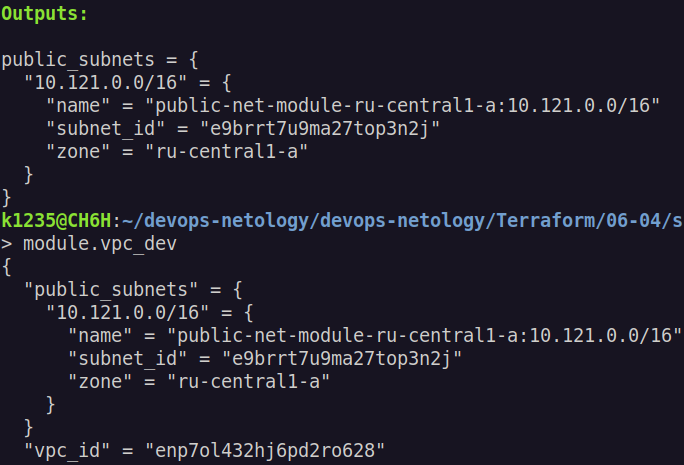 Outputs:
public_subnets = {
"10.121.0.0/16" = {
"name" = "public-net-module-ru-central1-a:10.121.0.0/16"
"subnet_id" = "e9brrt7u9ma27top3n2j"
"zone" = "ru-central1-a"
}
}
k1235@CH6H:~/devops-netology/devops-netology/Terraform/06-04/s
> module.vpc_dev
{
"public_subnets" = {
"10.121.0.0/16" = {
"name" = "public-net-module-ru-central1-a:10.121.0.0/16"
"subnet_id" = "e9brrt7u9ma27top3n2j"
"zone" = "ru-central1-a"
}
}
"vpc_id" = "enp7ol432hj6pd2ro628"